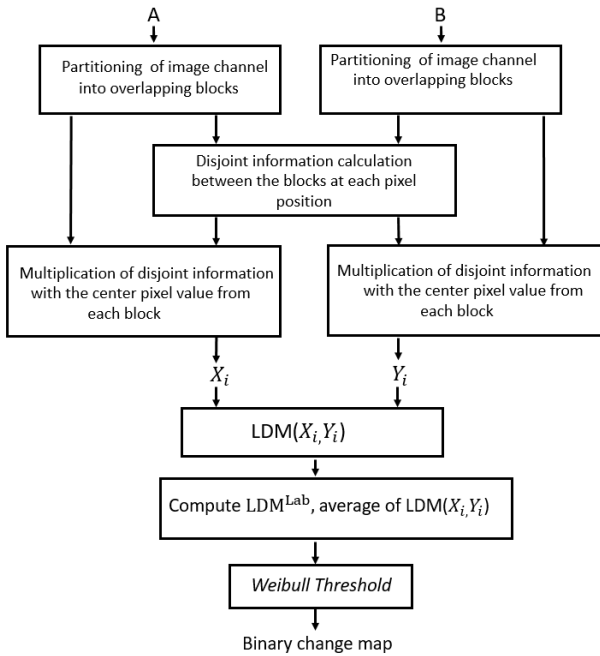 A
B
Partitioning of image channel
into overlapping blocks
Partitioning of image channel
into overlapping blocks
Disjoint information calculation
between the blocks at each pixel
position
Multiplication of disjoint information
with the center pixel value from
each block
Multiplication of disjoint information
with the center pixel value from
each block
X_i
Y_i
LDM(X_i,Y_i)
Compute LDM^Lab, average of LDM(X_i,Y_i)
Weibull Threshold
Binary change map